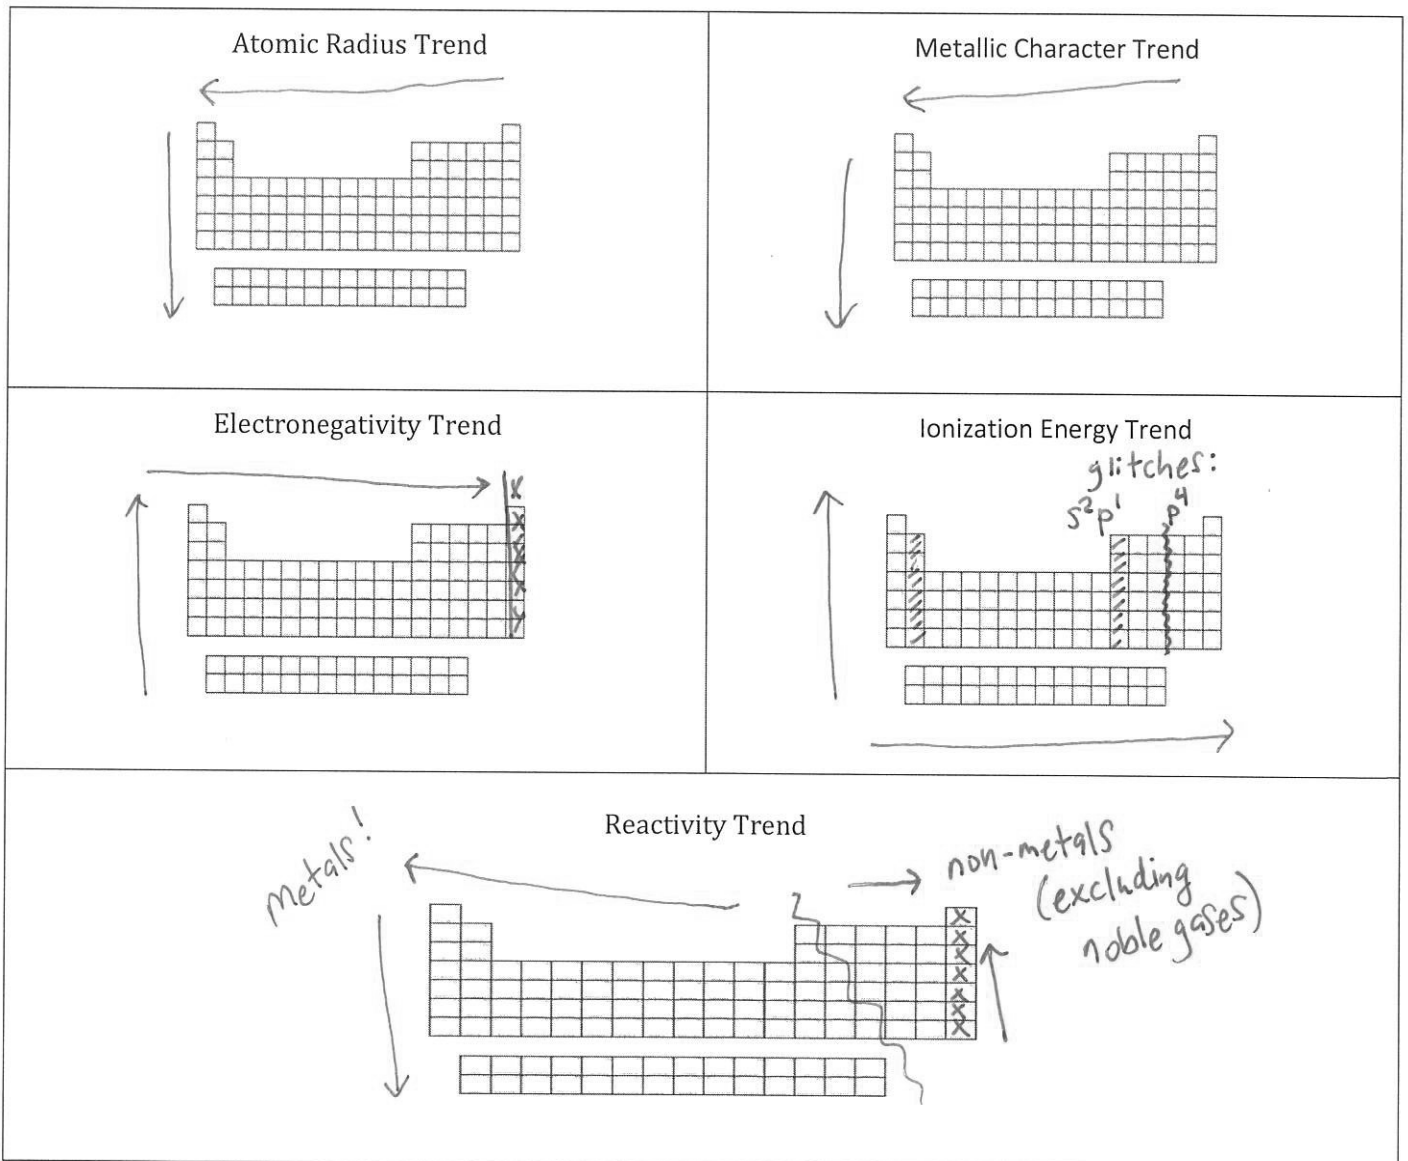 Atomic Radius Trend
Metallic Character Trend
Electronegativity Trend
X
X
X
X
X
X
Ionization Energy Trend
glitches:
s²p¹ p⁴
Reactivity Trend
Metals!
non-metals
(excluding
noble gases)
X
X
X
X
X
X
X